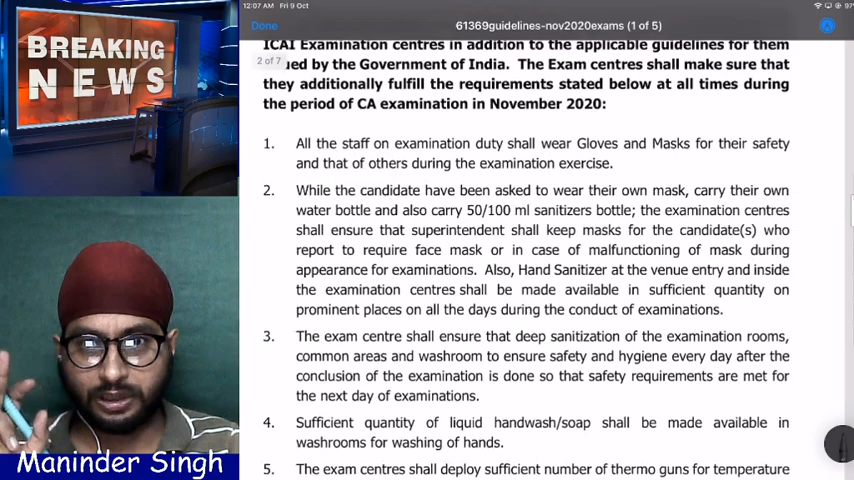 12:07 AM Fri 9 Oct
97%
Done
61369guidelines-nov2020exams (1 of 5)
BREAKING
NEWS
2 of 7
ICAI Examination centres in addition to the applicable guidelines for them
ued by the Government of India. The Exam centres shall make sure that
they additionally fulfill the requirements stated below at all times during
the period of CA examination in November 2020:
1. All the staff on examination duty shall wear Gloves and Masks for their safety
and that of others during the examination exercise.
2. While the candidate have been asked to wear their own mask, carry their own
water bottle and also carry 50/100 ml sanitizers bottle; the examination centres
shall ensure that superintendent shall keep masks for the candidate(s) who
report to require face mask or in case of malfunctioning of mask during
appearance for examinations. Also, Hand Sanitizer at the venue entry and inside
the examination centres shall be made available in sufficient quantity on
prominent places on all the days during the conduct of examinations.
3. The exam centre shall ensure that deep sanitization of the examination rooms,
common areas and washroom to ensure safety and hygiene every day after the
conclusion of the examination is done so that safety requirements are met for
the next day of examinations.
4. Sufficient quantity of liquid handwash/soap shall be made available in
washrooms for washing of hands.
5. The exam centres shall deploy sufficient number of thermo guns for temperature
Maninder Singh